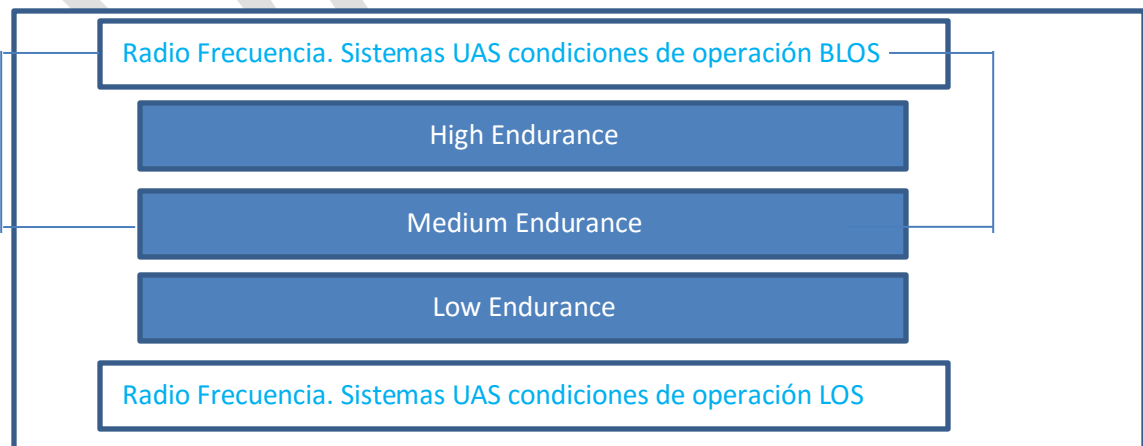 Radio Frecuencia. Sistemas UAS condiciones de operación BLOS
High Endurance
Medium Endurance
Low Endurance
Radio Frecuencia. Sistemas UAS condiciones de operación LOS